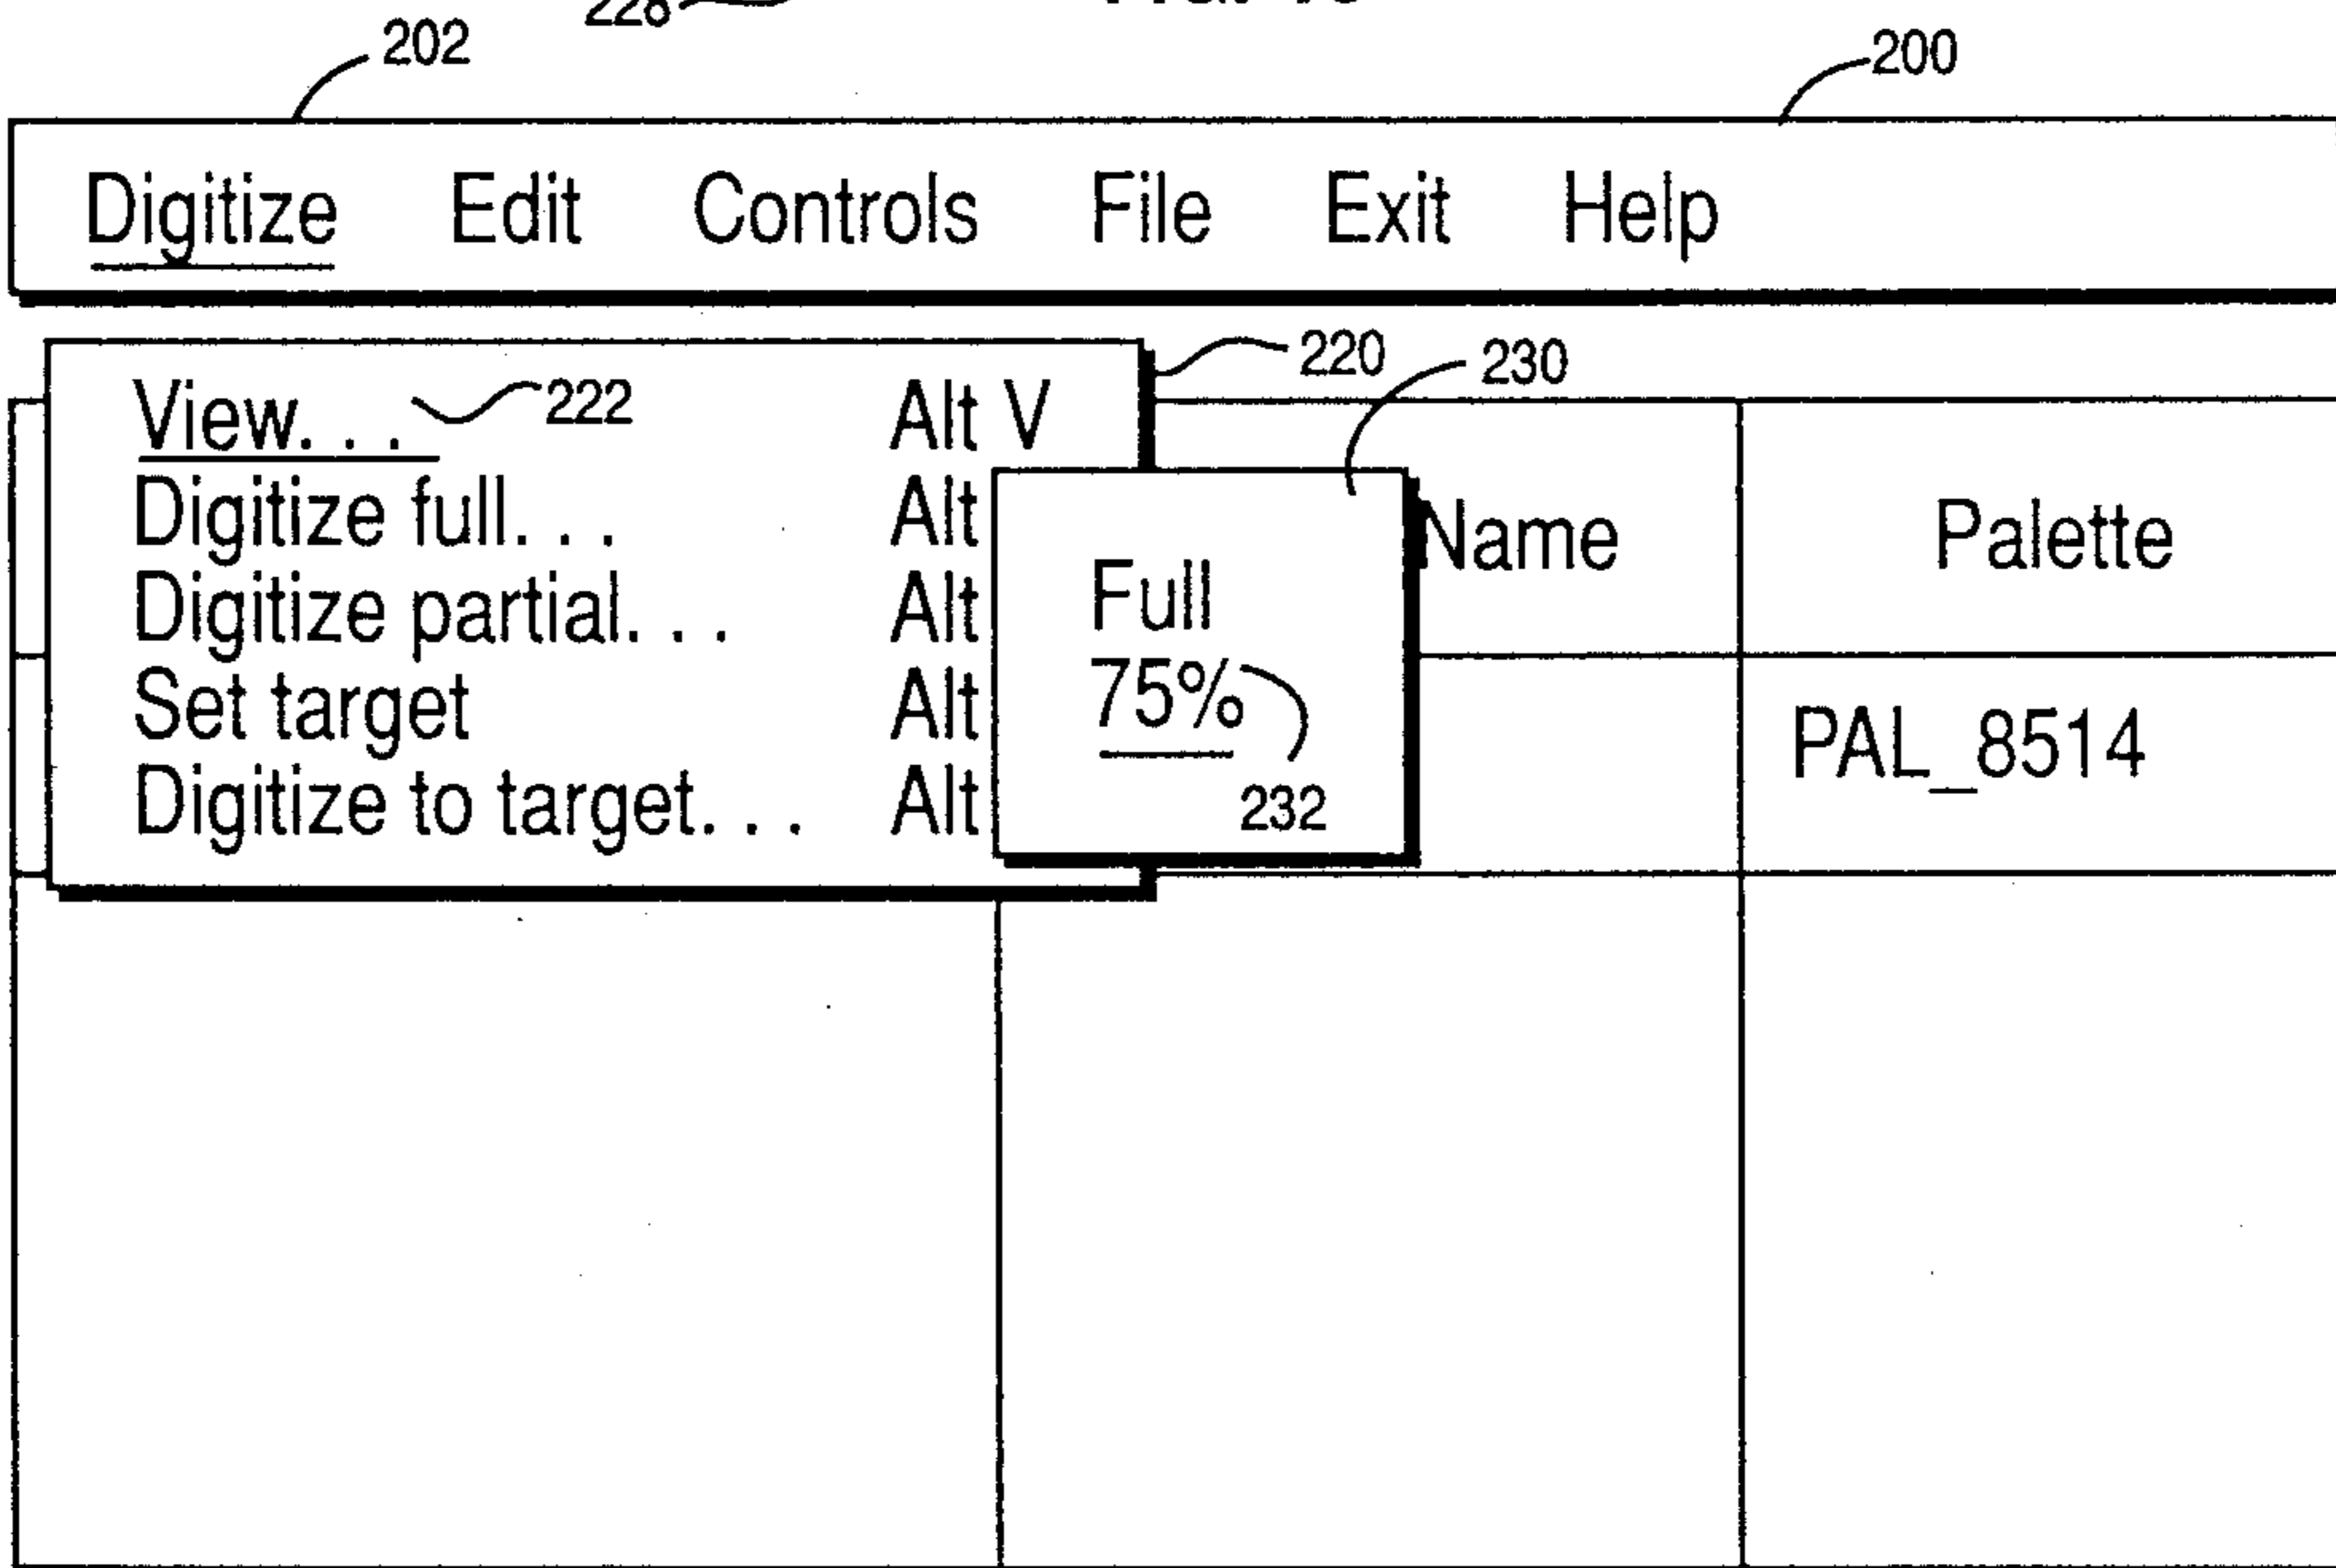 228
202
200
Digitize Edit Controls File Exit Help
220
230
View. . . 222 Alt V
Digitize full. . . Alt
Name Palette
Digitize partial. . . Alt
Full
Set target Alt
75%
PAL_8514
Digitize to target. . . Alt
232